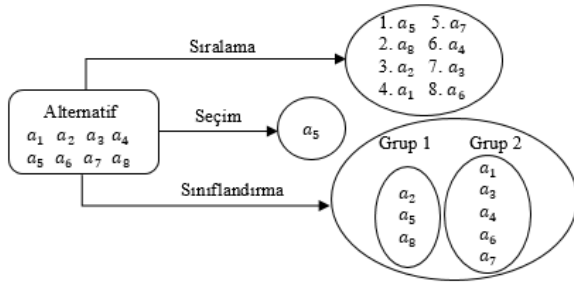 Sıralama
1. a₅ 5. a₇
2. a₈ 6. a₄
3. a₂ 7. a₃
4. a₁ 8. a₆
Alternatif
a₁ a₂ a₃ a₄
a₅ a₆ a₇ a₈
Seçim
a₅
Sınıflandırma
Grup 1 Grup 2
a₂
a₅
a₈
a₁
a₃
a₄
a₆
a₇